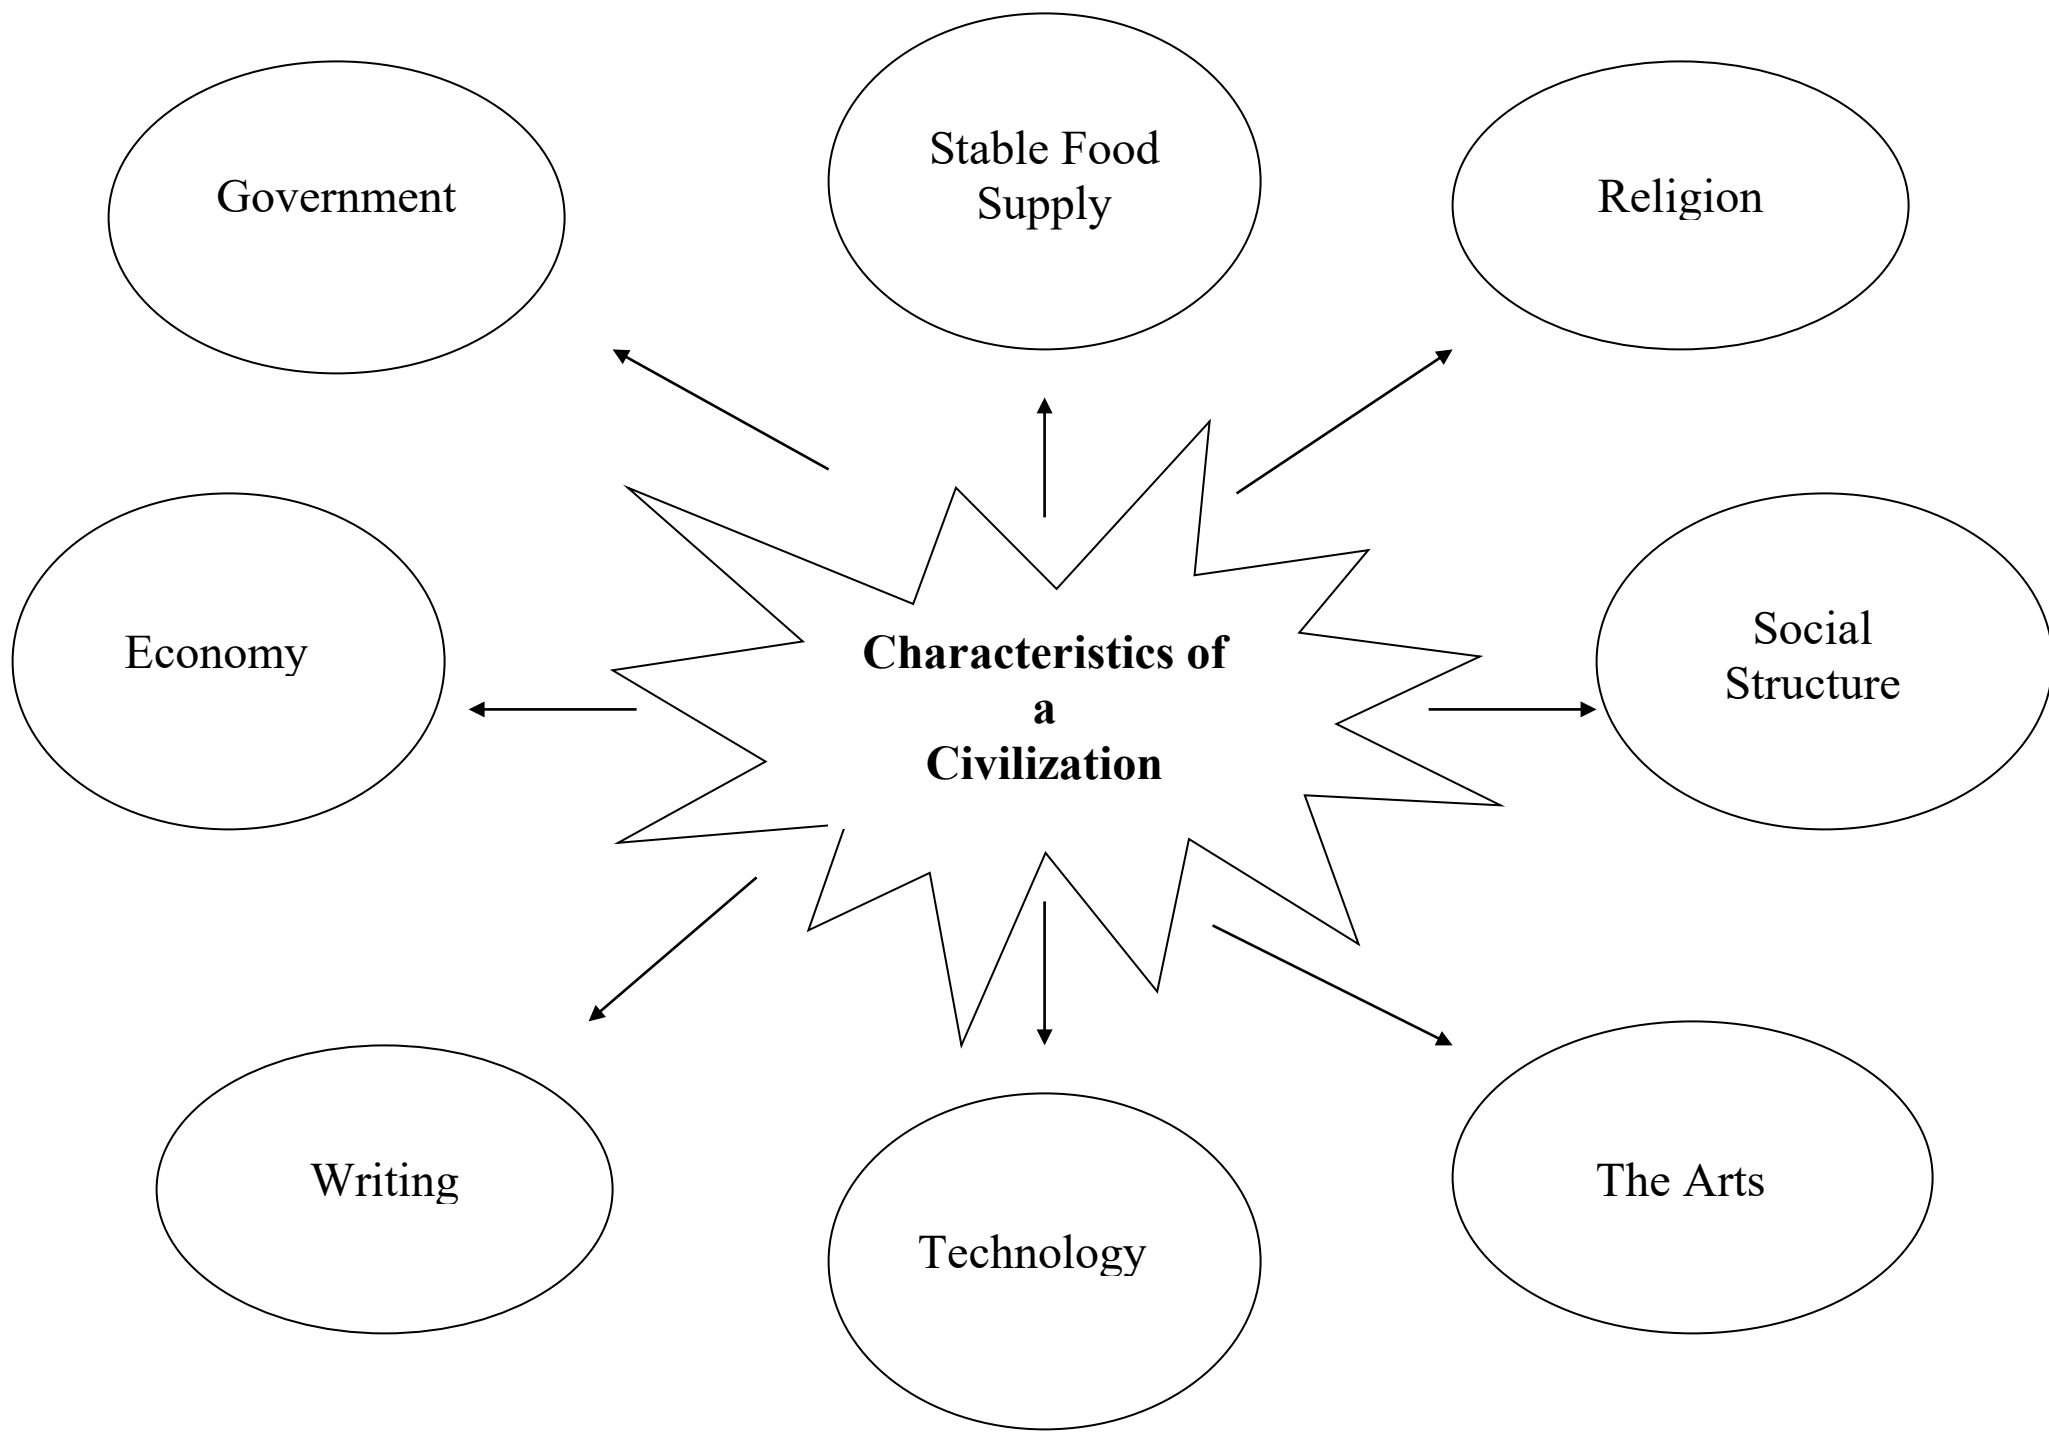 Government
Stable Food
Supply
Religion
Economy
Characteristics of
a
Civilization
Social
Structure
Writing
Technology
The Arts